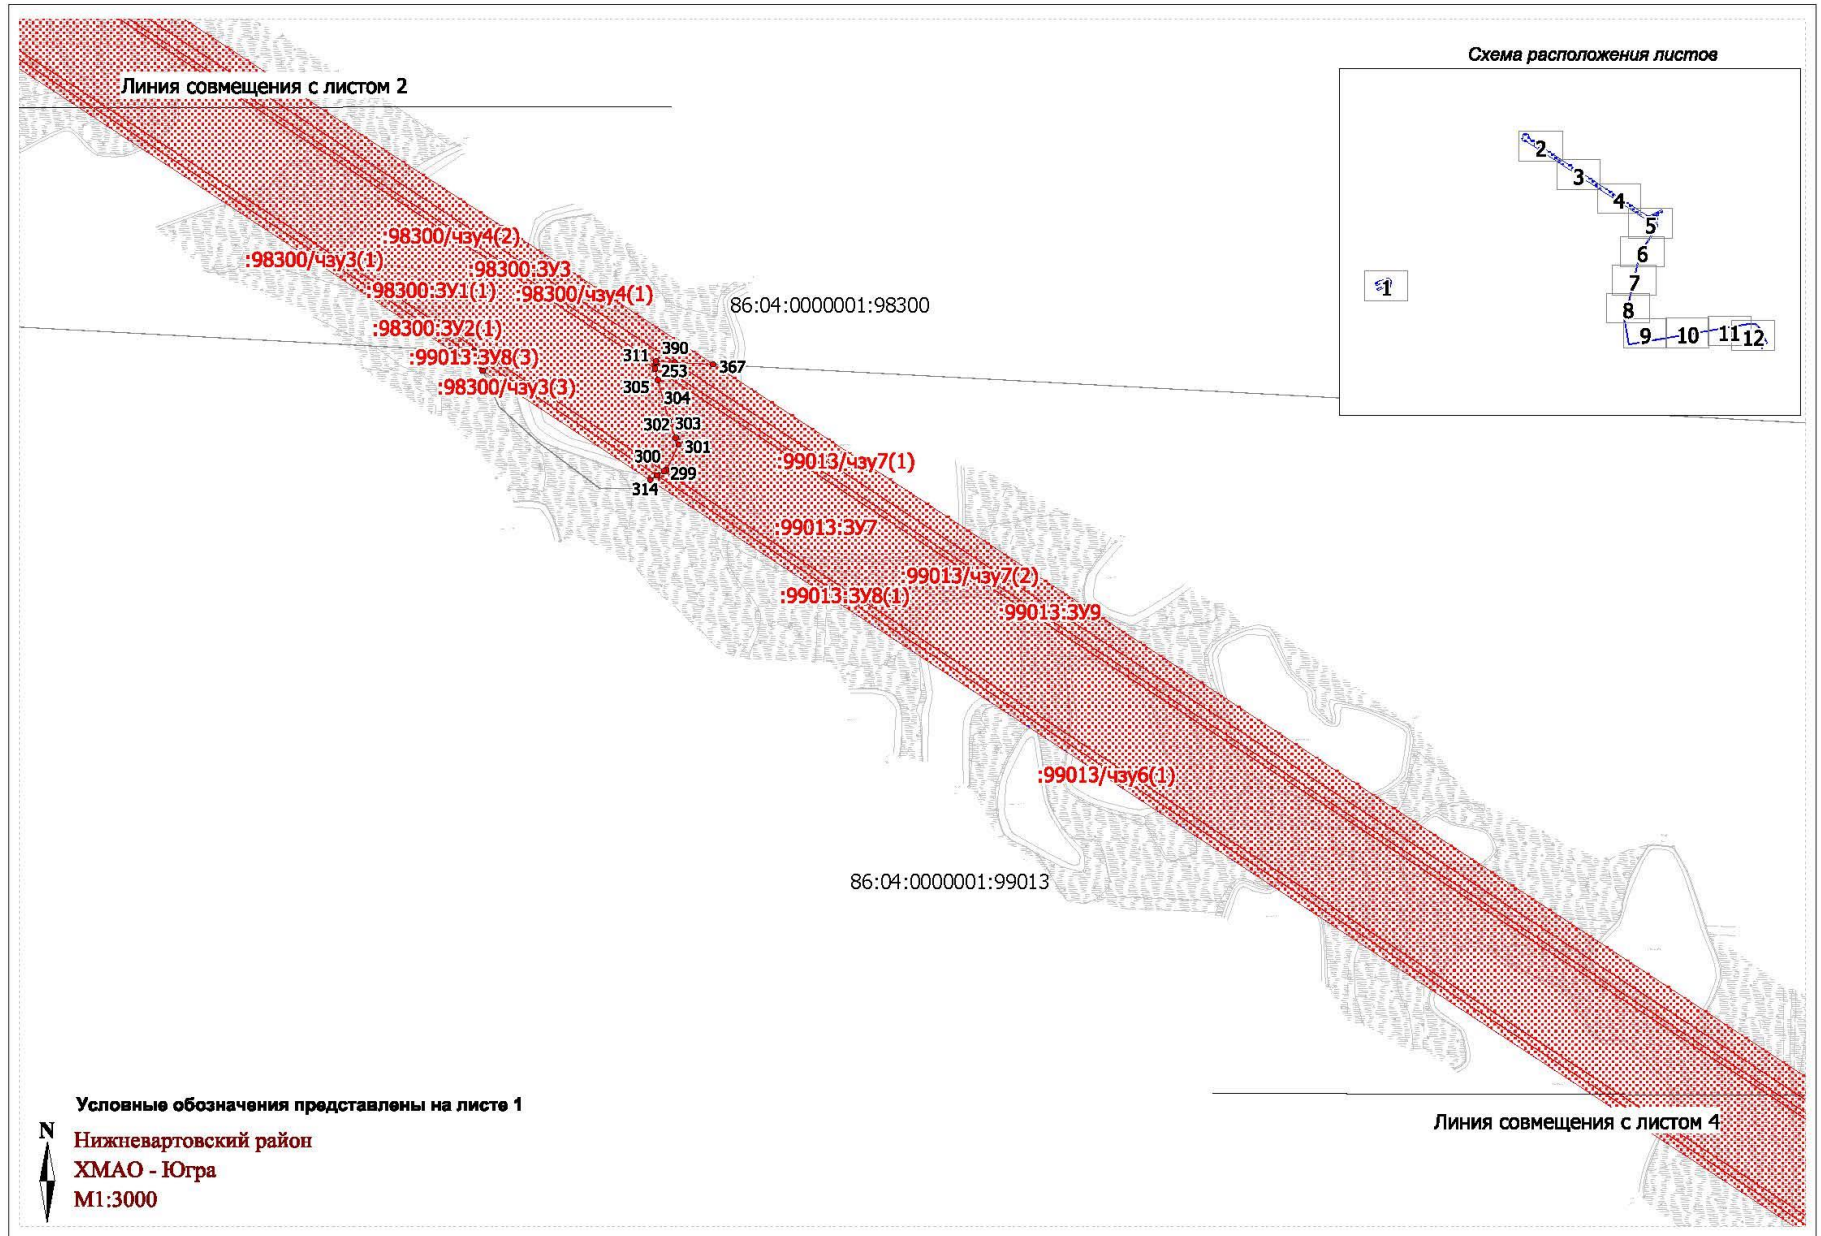 Схема расположения листов
Линия совмещения с листом 2
2
3
4
5
6
7
1
8
9
10
11
12
:98300/чзу4(2)
:98300/чзу3(1)
:98300:ЗУ3
:98300:ЗУ1(1)
:98300/чзу4(1)
86:04:0000001:98300
:98300:ЗУ2(1)
:99013:ЗУ8(3)
:98300/чзу3(3)
390
311
253
367
305
304
302
303
301
300
299
314
:99013/чзу7(1)
:99013:ЗУ7
99013/чзу7(2)
:99013:ЗУ8(1)
:99013:ЗУ9
:99013/чзу6(1)
86:04:0000001:99013
Условные обозначения представлены на листе 1
Линия совмещения с листом 4
N
Нижневартовский район
ХМАО - Югра
М1:3000